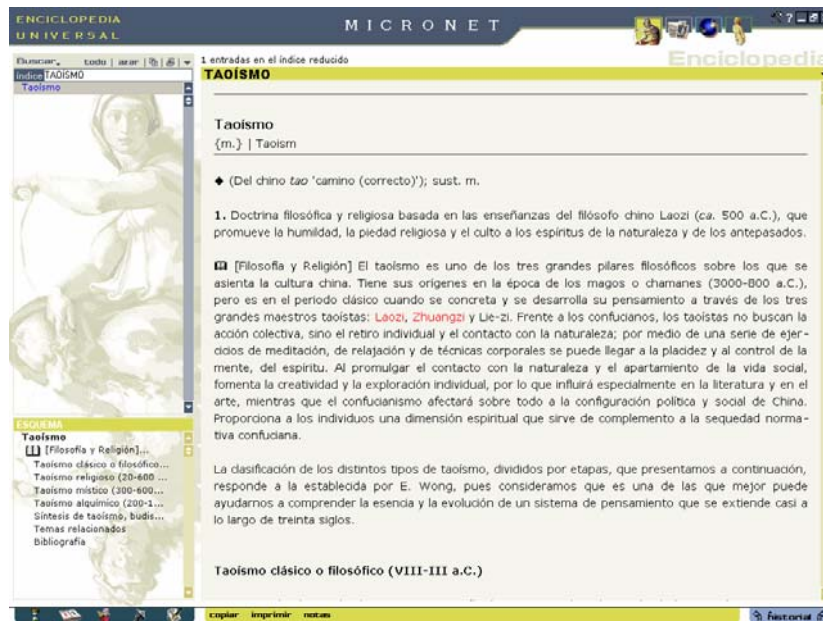 ENCICLOPEDIA
UNIVERSAL
MICRONET
Enciclopedia
Buscar
todo
índice TAOÍSMO
Taoísmo
1 entradas en el índice reducido
TAOÍSMO
Taoísmo
{m.} | Taoism
◆ (Del chino tao 'camino (correcto)'); sust. m.
1. Doctrina filosófica y religiosa basada en las enseñanzas del filósofo chino Laozi (ca. 500 a.C.), que
promueve la humildad, la piedad religiosa y el culto a los espíritus de la naturaleza y de los antepasados.
[Filosofía y Religión] El taoísmo es uno de los tres grandes pilares filosóficos sobre los que se
asienta la cultura china. Tiene sus orígenes en la época de los magos o chamanes (3000-800 a.C.),
pero es en el periodo clásico cuando se concreta y se desarrolla su pensamiento a través de los tres
grandes maestros taoístas: Laozi, Zhuangzi y Lie-zi. Frente a los confucianos, los taoístas no buscan la
acción colectiva, sino el retiro individual y el contacto con la naturaleza; por medio de una serie de ejer-
cicios de meditación, de relajación y de técnicas corporales se puede llegar a la placidez y al control de la
mente, del espíritu. Al promulgar el contacto con la naturaleza y el apartamiento de la vida social,
fomenta la creatividad y la exploración individual, por lo que influirá especialmente en la literatura y en el
arte, mientras que el confucianismo afectará sobre todo a la configuración política y social de China.
Proporciona a los individuos una dimensión espiritual que sirve de complemento a la sequedad norma-
tiva confuciana.
La clasificación de los distintos tipos de taoísmo, divididos por etapas, que presentamos a continuación,
responde a la establecida por E. Wong, pues consideramos que es una de las que mejor puede
ayudarnos a comprender la esencia y la evolución de un sistema de pensamiento que se extiende casi a
lo largo de treinta siglos.
Taoísmo clásico o filosófico (VIII-III a.C.)
ESQUEMA
Taoísmo
[Filosofía y Religión]...
Taoísmo clásico o filosófico...
Taoísmo religioso (20-600 ...
Taoísmo místico (300-600...
Taoísmo alquímico (200-1...
Síntesis de taoísmo, budis...
Temas relacionados
Bibliografía
copiar imprimir notas
historial